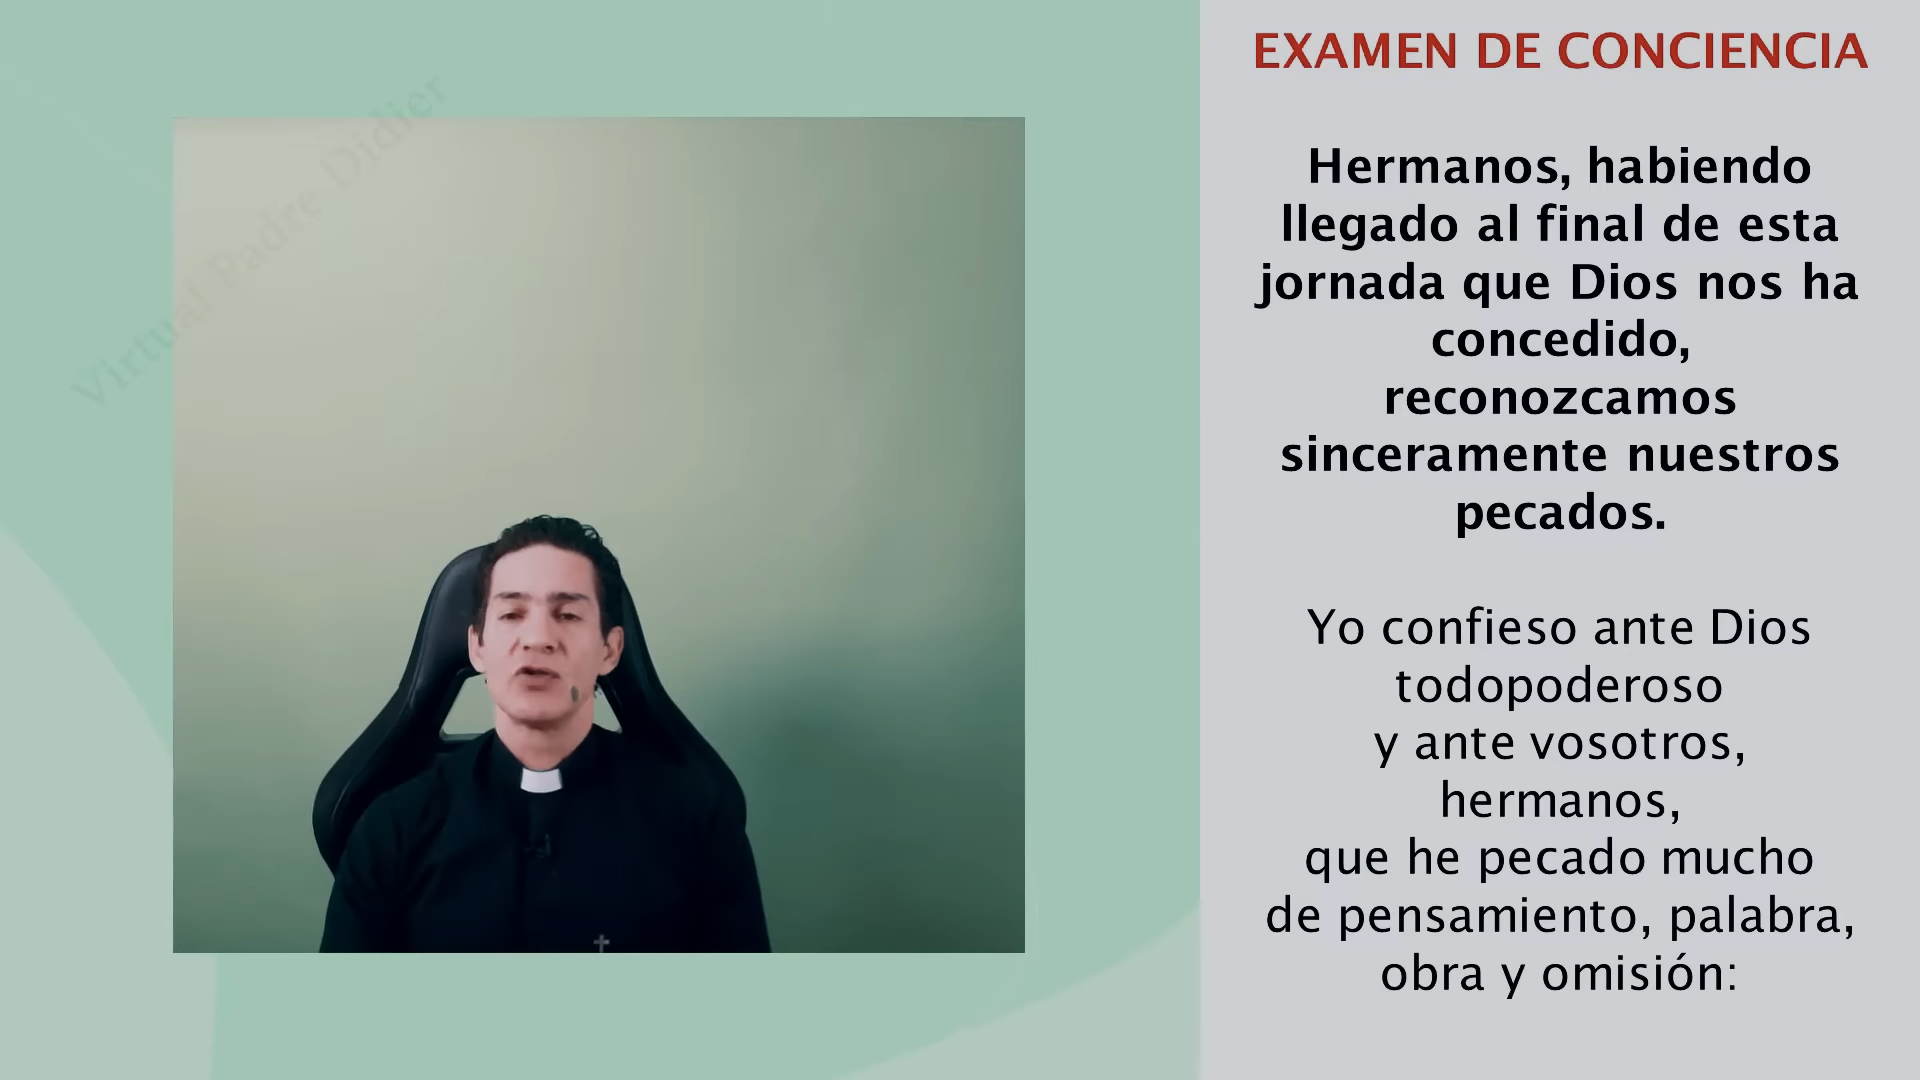 Virtual Padre Didier
EXAMEN DE CONCIENCIA
Hermanos, habiendo
llegado al final de esta
jornada que Dios nos ha
concedido,
reconozcamos
sinceramente nuestros
pecados.
Yo confieso ante Dios
todopoderoso
y ante vosotros,
hermanos,
que he pecado mucho
de pensamiento, palabra,
obra y omisión: